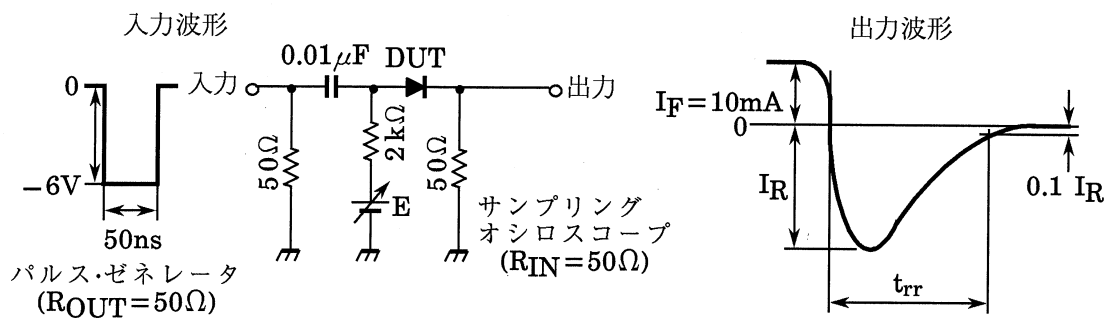 入力波形
0
−6V
50ns
パルス・ゼネレータ
(ROUT=50Ω)
入力
0.01μF
DUT
出力
50Ω
2kΩ
E
50Ω
サンプリング
オシロスコープ
(RIN=50Ω)
出力波形
IF=10mA
0
IR
0.1 IR
trr